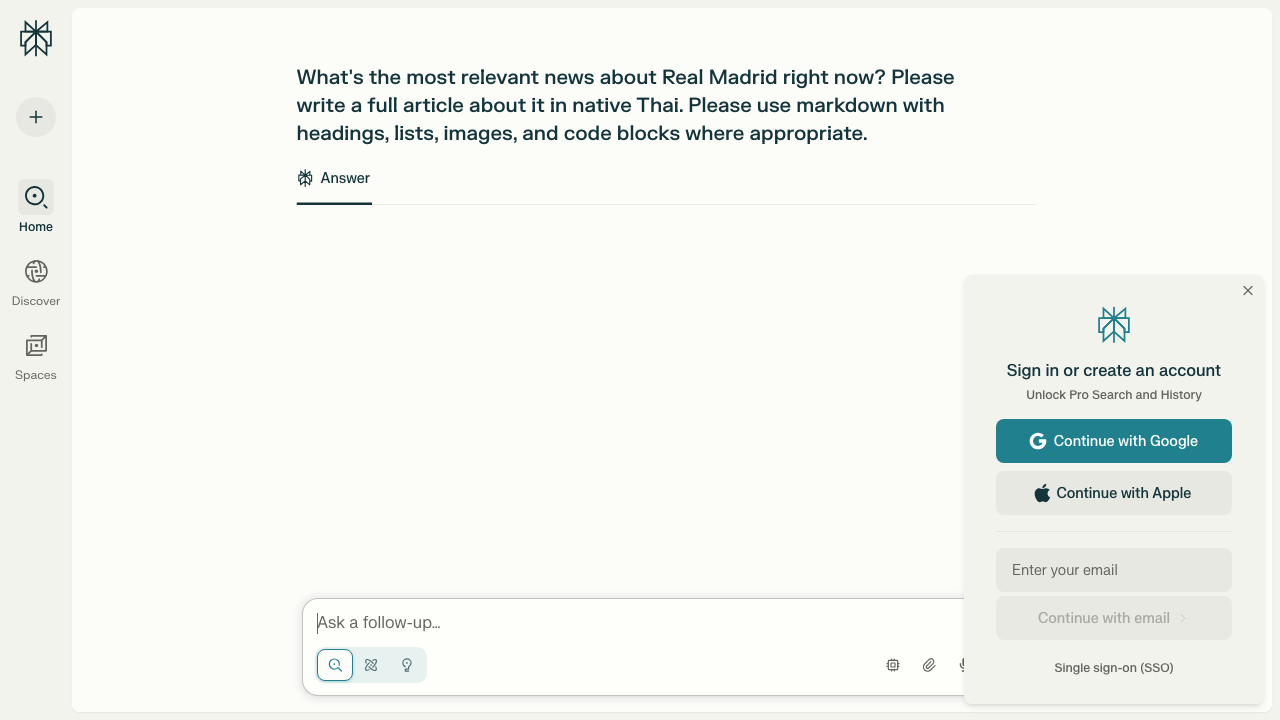 What's the most relevant news about Real Madrid right now? Please
write a full article about it in native Thai. Please use markdown with
headings, lists, images, and code blocks where appropriate.
Answer
Home
Discover
Spaces
Ask a follow-up…
Sign in or create an account
Unlock Pro Search and History
Continue with Google
Continue with Apple
Enter your email
Continue with email
Single sign-on (SSO)